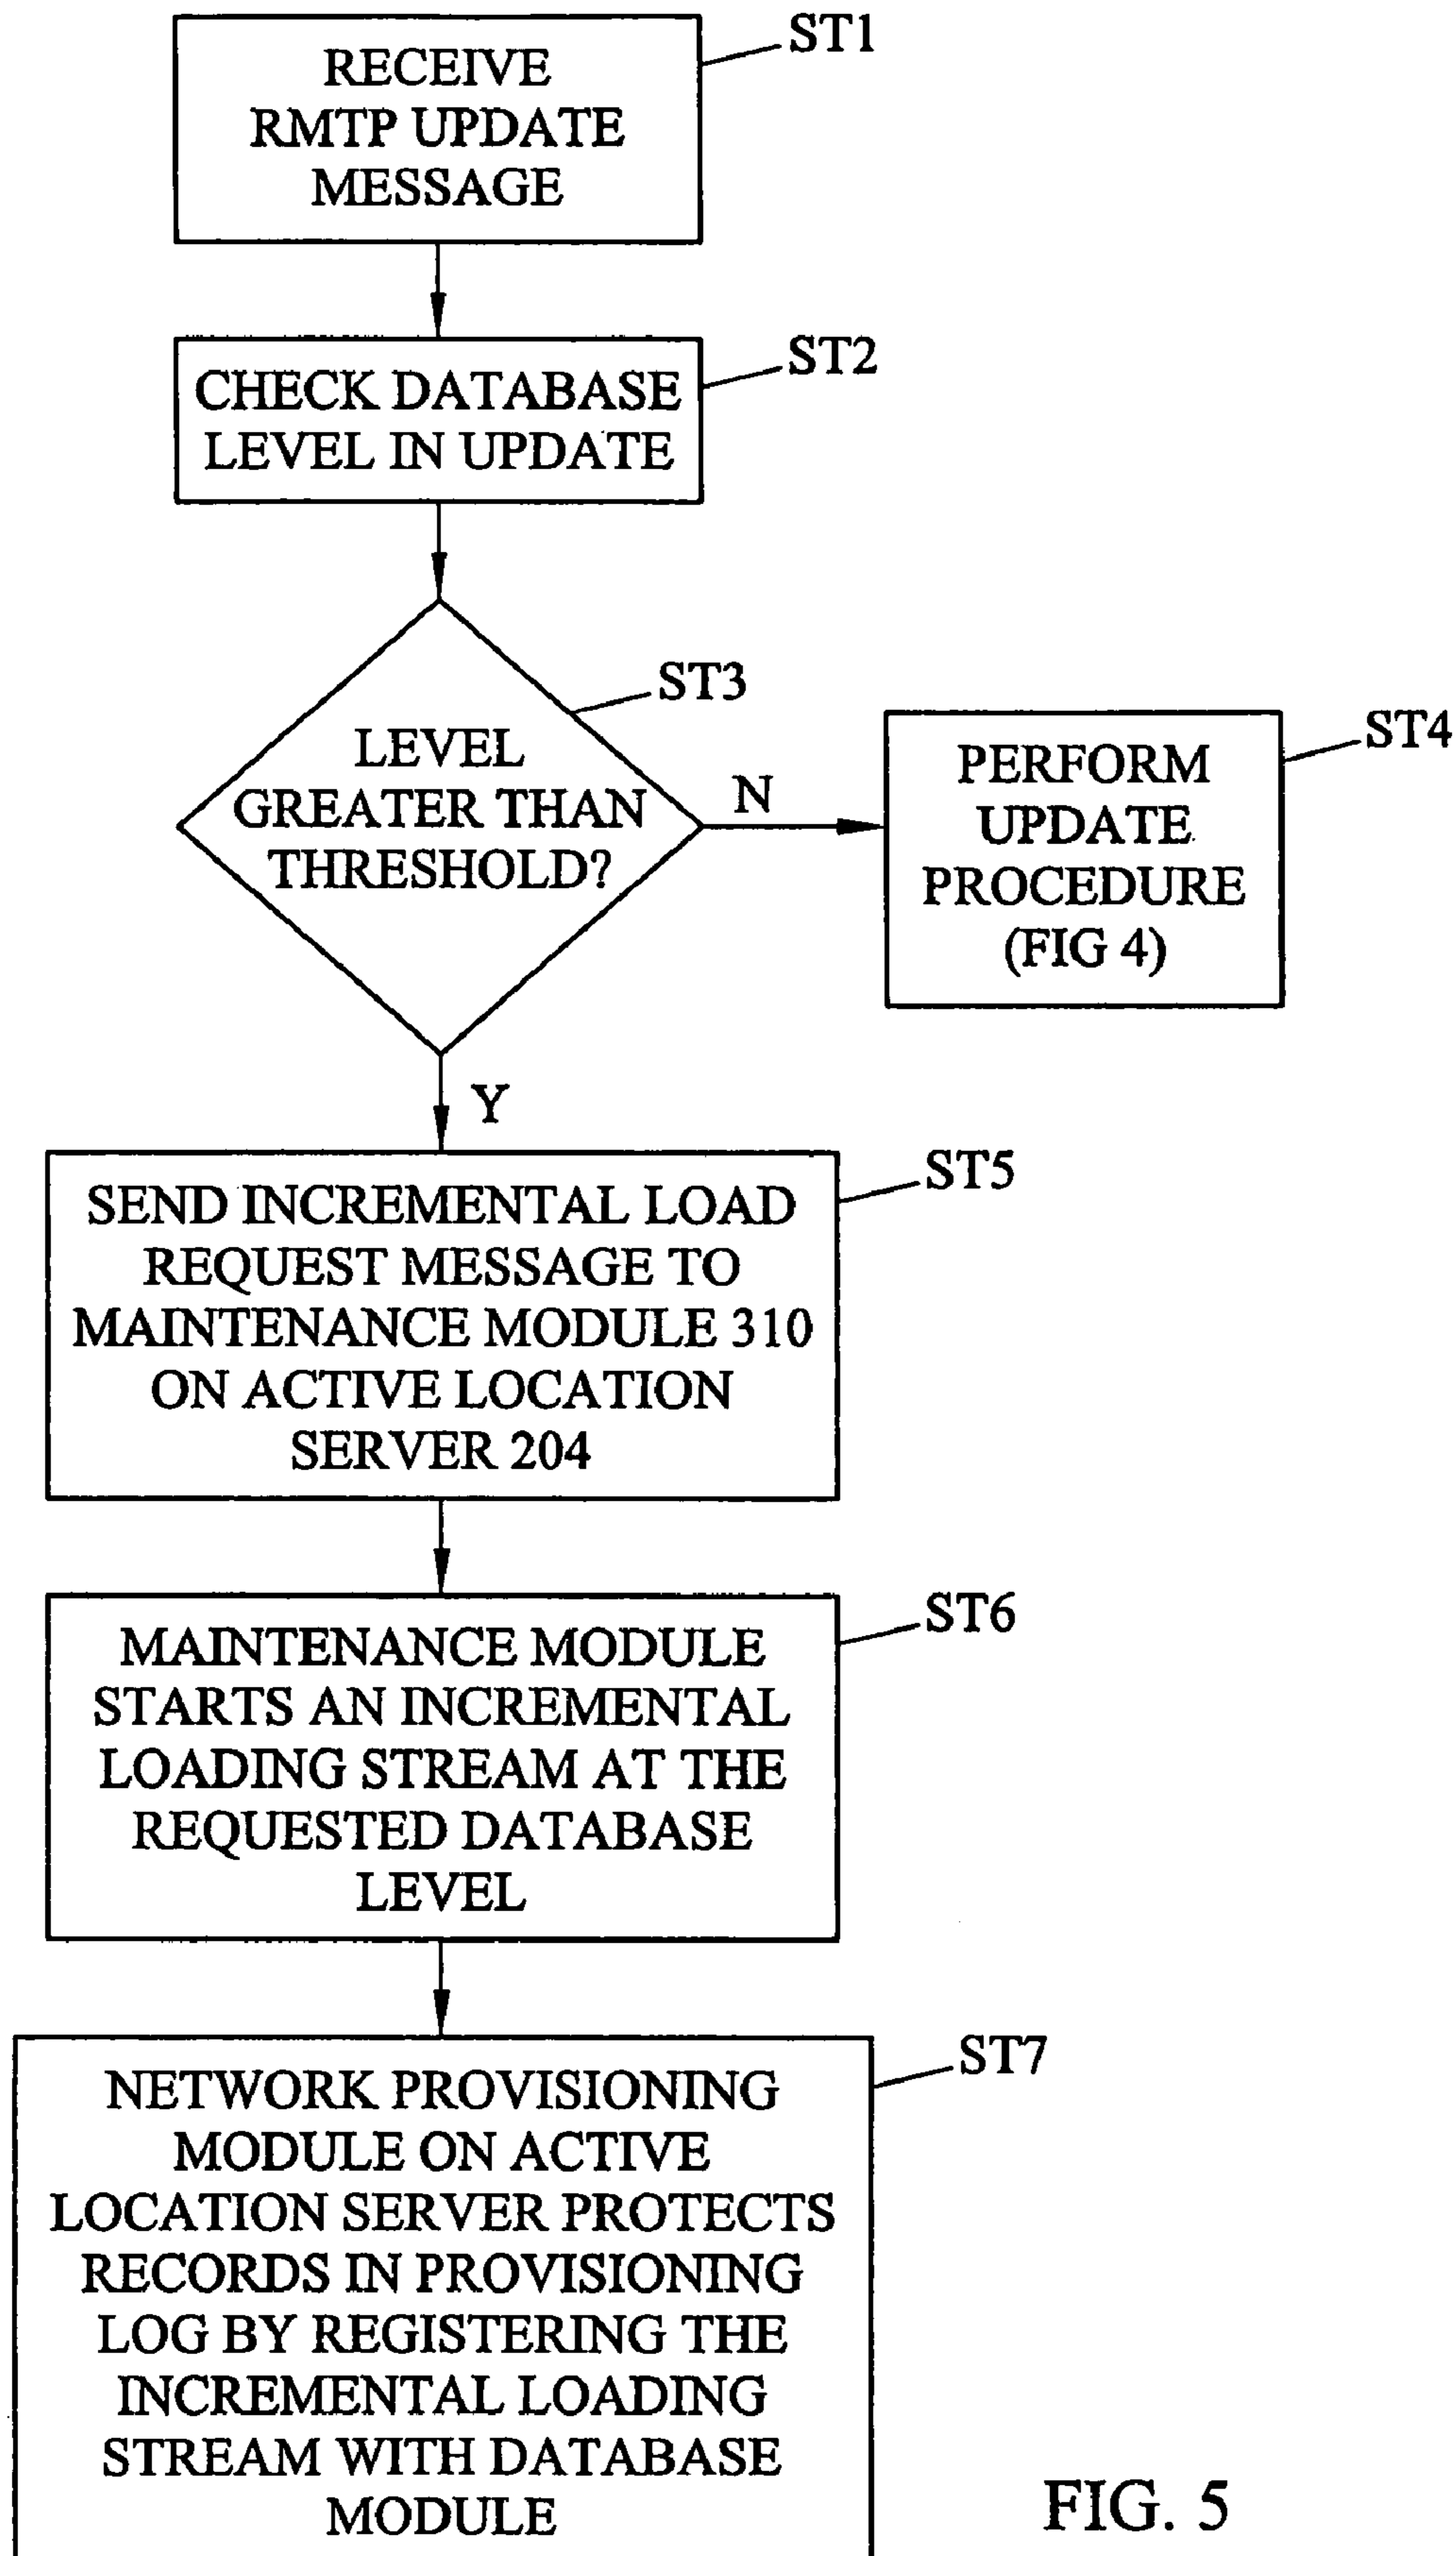 ST1
RECEIVE
RMTP UPDATE
MESSAGE
ST2
CHECK DATABASE
LEVEL IN UPDATE
ST3
LEVEL
GREATER THAN
THRESHOLD?
N
ST4
PERFORM
UPDATE
PROCEDURE
(FIG 4)
Y
ST5
SEND INCREMENTAL LOAD
REQUEST MESSAGE TO
MAINTENANCE MODULE 310
ON ACTIVE LOCATION
SERVER 204
ST6
MAINTENANCE MODULE
STARTS AN INCREMENTAL
LOADING STREAM AT THE
REQUESTED DATABASE
LEVEL
ST7
NETWORK PROVISIONING
MODULE ON ACTIVE
LOCATION SERVER PROTECTS
RECORDS IN PROVISIONING
LOG BY REGISTERING THE
INCREMENTAL LOADING
STREAM WITH DATABASE
MODULE
FIG. 5